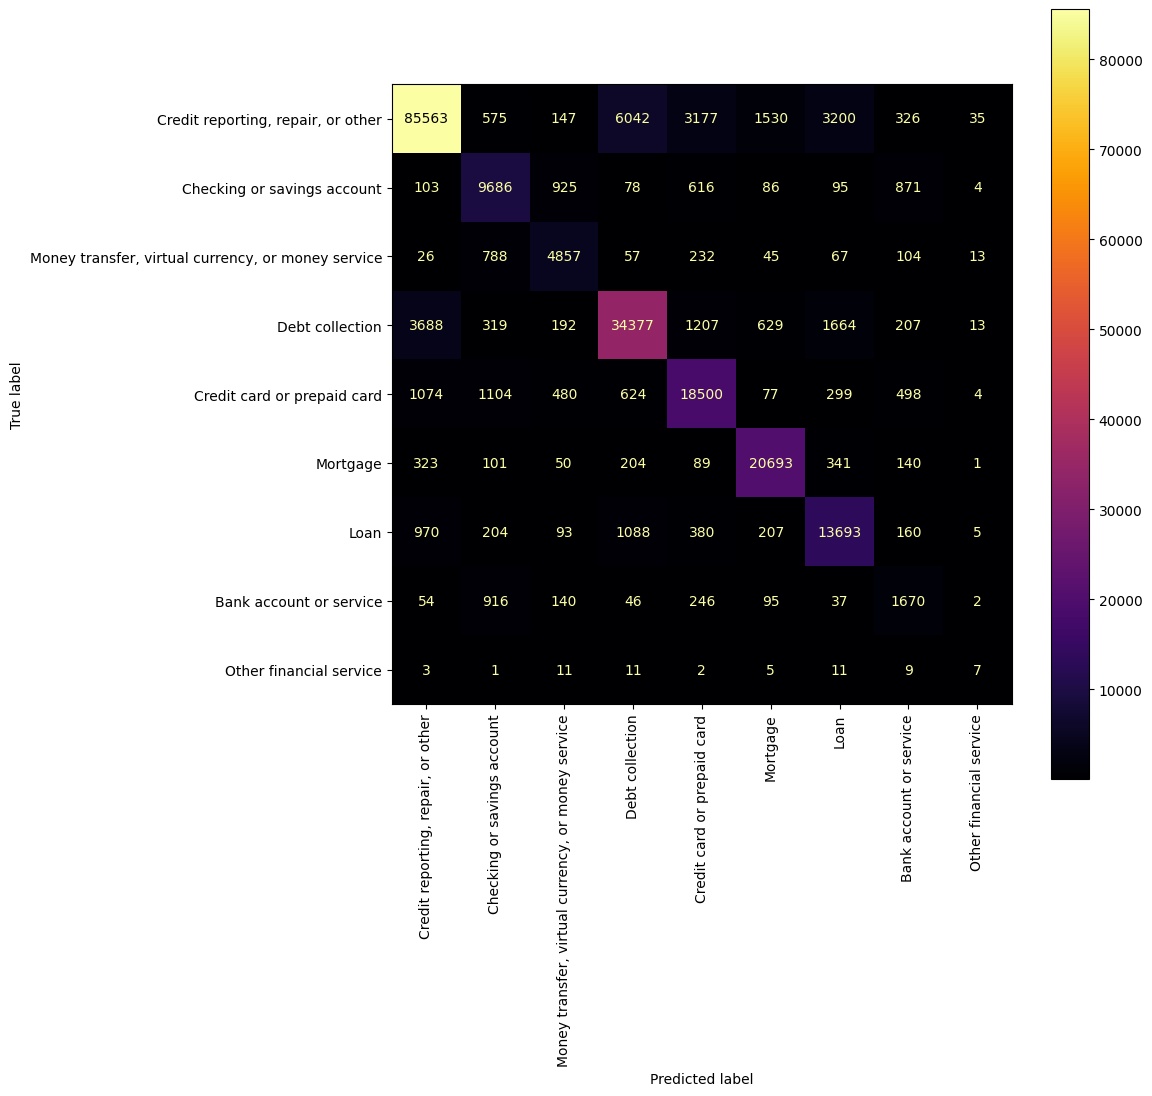 80000
Credit reporting, repair, or other 85563 575 147 6042 3177 1530 3200 326 35
70000
Checking or savings account 103 9686 925 78 616 86 95 871 4
Money transfer, virtual currency, or money service 26 788 4857 57 232 45 67 104 13
60000
Debt collection 3688 319 192 34377 1207 629 1664 207 13
50000
True label
Credit card or prepaid card 1074 1104 480 624 18500 77 299 498 4
40000
Mortgage 323 101 50 204 89 20693 341 140 1
30000
Loan 970 204 93 1088 380 207 13693 160 5
Bank account or service 54 916 140 46 246 95 37 1670 2
20000
Other financial service 3 1 11 11 2 5 11 9 7
10000
Credit reporting, repair, or other
Checking or savings account
Money transfer, virtual currency, or money service
Debt collection
Credit card or prepaid card
Mortgage
Loan
Bank account or service
Other financial service
Predicted label